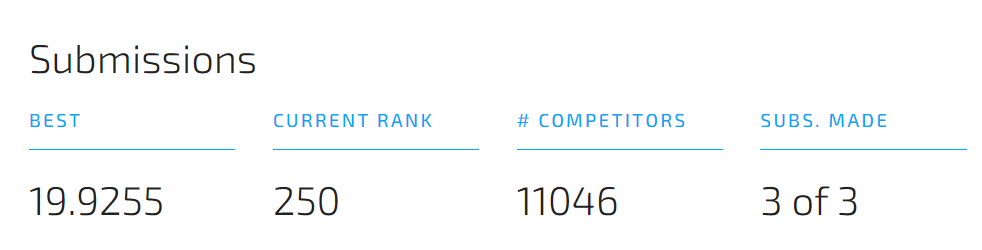 Submissions
BEST CURRENT RANK # COMPETITORS SUBS. MADE
19.9255 250 11046 3 of 3